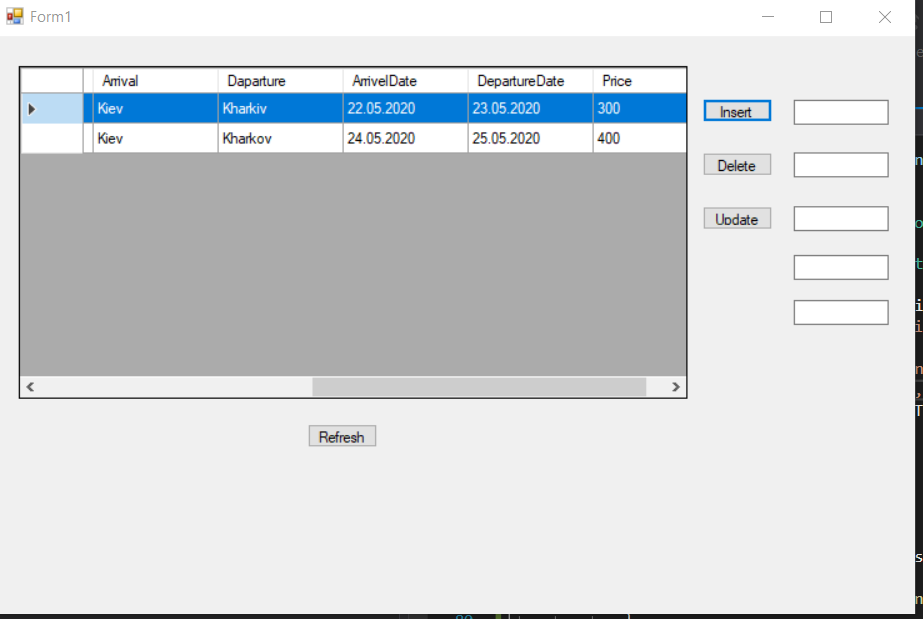 Form1
Arrival Daparture ArrivelDate DepartureDate Price
Kiev Kharkiv 22.05.2020 23.05.2020 300
Kiev Kharkov 24.05.2020 25.05.2020 400
Insert
Delete
Update
Refresh